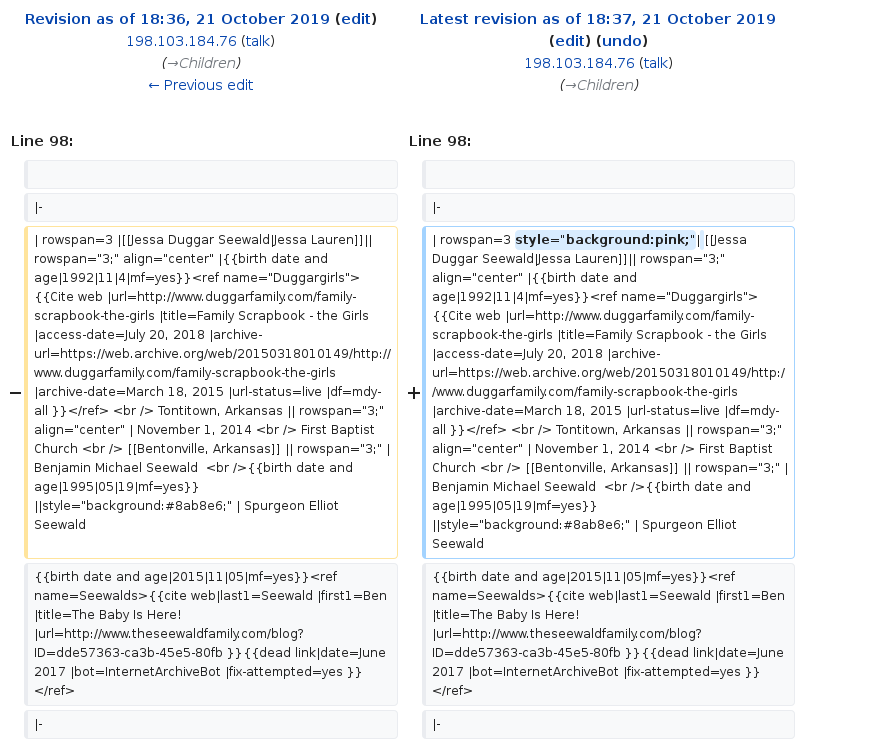 Revision as of 18:36, 21 October 2019 (edit)
198.103.184.76 (talk)
(→Children)
← Previous edit
Latest revision as of 18:37, 21 October 2019
(edit) (undo)
198.103.184.76 (talk)
(→Children)
Line 98:
|-
− | rowspan=3 |[[Jessa Duggar Seewald|Jessa Lauren]]||
rowspan="3;" align="center" |{{birth date and
age|1992|11|4|mf=yes}}<ref name="Duggargirls">
{{Cite web |url=http://www.duggarfamily.com/family-
scrapbook-the-girls |title=Family Scrapbook - the Girls
|access-date=July 20, 2018 |archive-
url=https://web.archive.org/web/20150318010149/http://
www.duggarfamily.com/family-scrapbook-the-girls
|archive-date=March 18, 2015 |url-status=live |df=mdy-
all }}</ref> <br /> Tontitown, Arkansas || rowspan="3;"
align="center" | November 1, 2014 <br /> First Baptist
Church <br /> [[Bentonville, Arkansas]] || rowspan="3;" |
Benjamin Michael Seewald  <br />{{birth date and
age|1995|05|19|mf=yes}}
||style="background:#8ab8e6;" | Spurgeon Elliot
Seewald
{{birth date and age|2015|11|05|mf=yes}}<ref
name=Seewalds>{{cite web|last1=Seewald |first1=Ben
|title=The Baby Is Here!
|url=http://www.theseewaldfamily.com/blog?
ID=dde57363-ca3b-45e5-80fb }}{{dead link|date=June
2017 |bot=InternetArchiveBot |fix-attempted=yes }}
</ref>
|-
Line 98:
|-
+ | rowspan=3 style="background:pink;"| [[Jessa
Duggar Seewald|Jessa Lauren]]|| rowspan="3;"
align="center" |{{birth date and
age|1992|11|4|mf=yes}}<ref name="Duggargirls">
{{Cite web |url=http://www.duggarfamily.com/family-
scrapbook-the-girls |title=Family Scrapbook - the Girls
|access-date=July 20, 2018 |archive-
url=https://web.archive.org/web/20150318010149/http:/
/www.duggarfamily.com/family-scrapbook-the-girls
|archive-date=March 18, 2015 |url-status=live |df=mdy-
all }}</ref> <br /> Tontitown, Arkansas || rowspan="3;"
align="center" | November 1, 2014 <br /> First Baptist
Church <br /> [[Bentonville, Arkansas]] || rowspan="3;" |
Benjamin Michael Seewald  <br />{{birth date and
age|1995|05|19|mf=yes}}
||style="background:#8ab8e6;" | Spurgeon Elliot
Seewald
{{birth date and age|2015|11|05|mf=yes}}<ref
name=Seewalds>{{cite web|last1=Seewald |first1=Ben
|title=The Baby Is Here!
|url=http://www.theseewaldfamily.com/blog?
ID=dde57363-ca3b-45e5-80fb }}{{dead link|date=June
2017 |bot=InternetArchiveBot |fix-attempted=yes }}
</ref>
|-